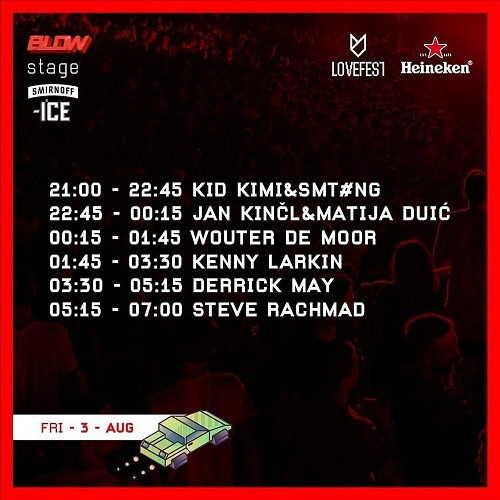 BLOW
stage
SMIRNOFF
ICE
LOVEFEST
Heineken®
21:00 - 22:45 KID KIMI&SMT#NG
22:45 - 00:15 JAN KINČL&MATIJA DUIĆ
00:15 - 01:45 WOUTER DE MOOR
01:45 - 03:30 KENNY LARKIN
03:30 - 05:15 DERRICK MAY
05:15 - 07:00 STEVE RACHMAD
FRI - 3 - AUG